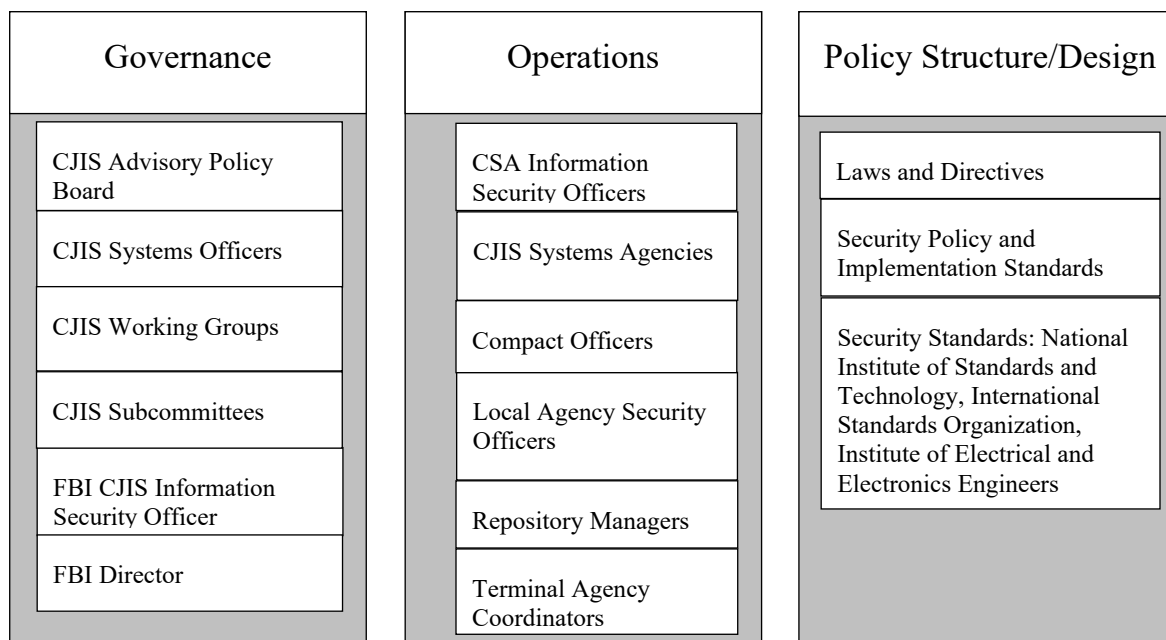 Governance
CJIS Advisory Policy
Board
CJIS Systems Officers
CJIS Working Groups
CJIS Subcommittees
FBI CJIS Information
Security Officer
FBI Director
Operations
CSA Information
Security Officers
CJIS Systems Agencies
Compact Officers
Local Agency Security
Officers
Repository Managers
Terminal Agency
Coordinators
Policy Structure/Design
Laws and Directives
Security Policy and
Implementation Standards
Security Standards: National
Institute of Standards and
Technology, International
Standards Organization,
Institute of Electrical and
Electronics Engineers